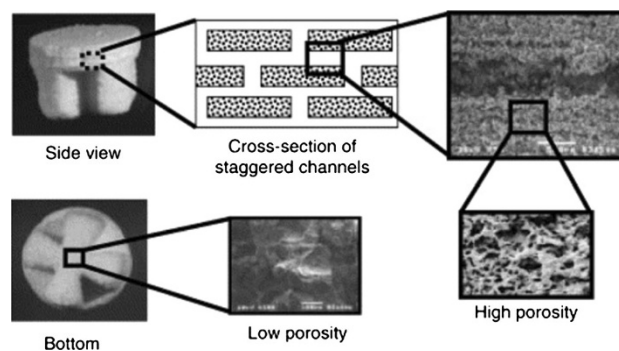 Side view
Cross-section of
staggered channels
High porosity
Low porosity
Bottom